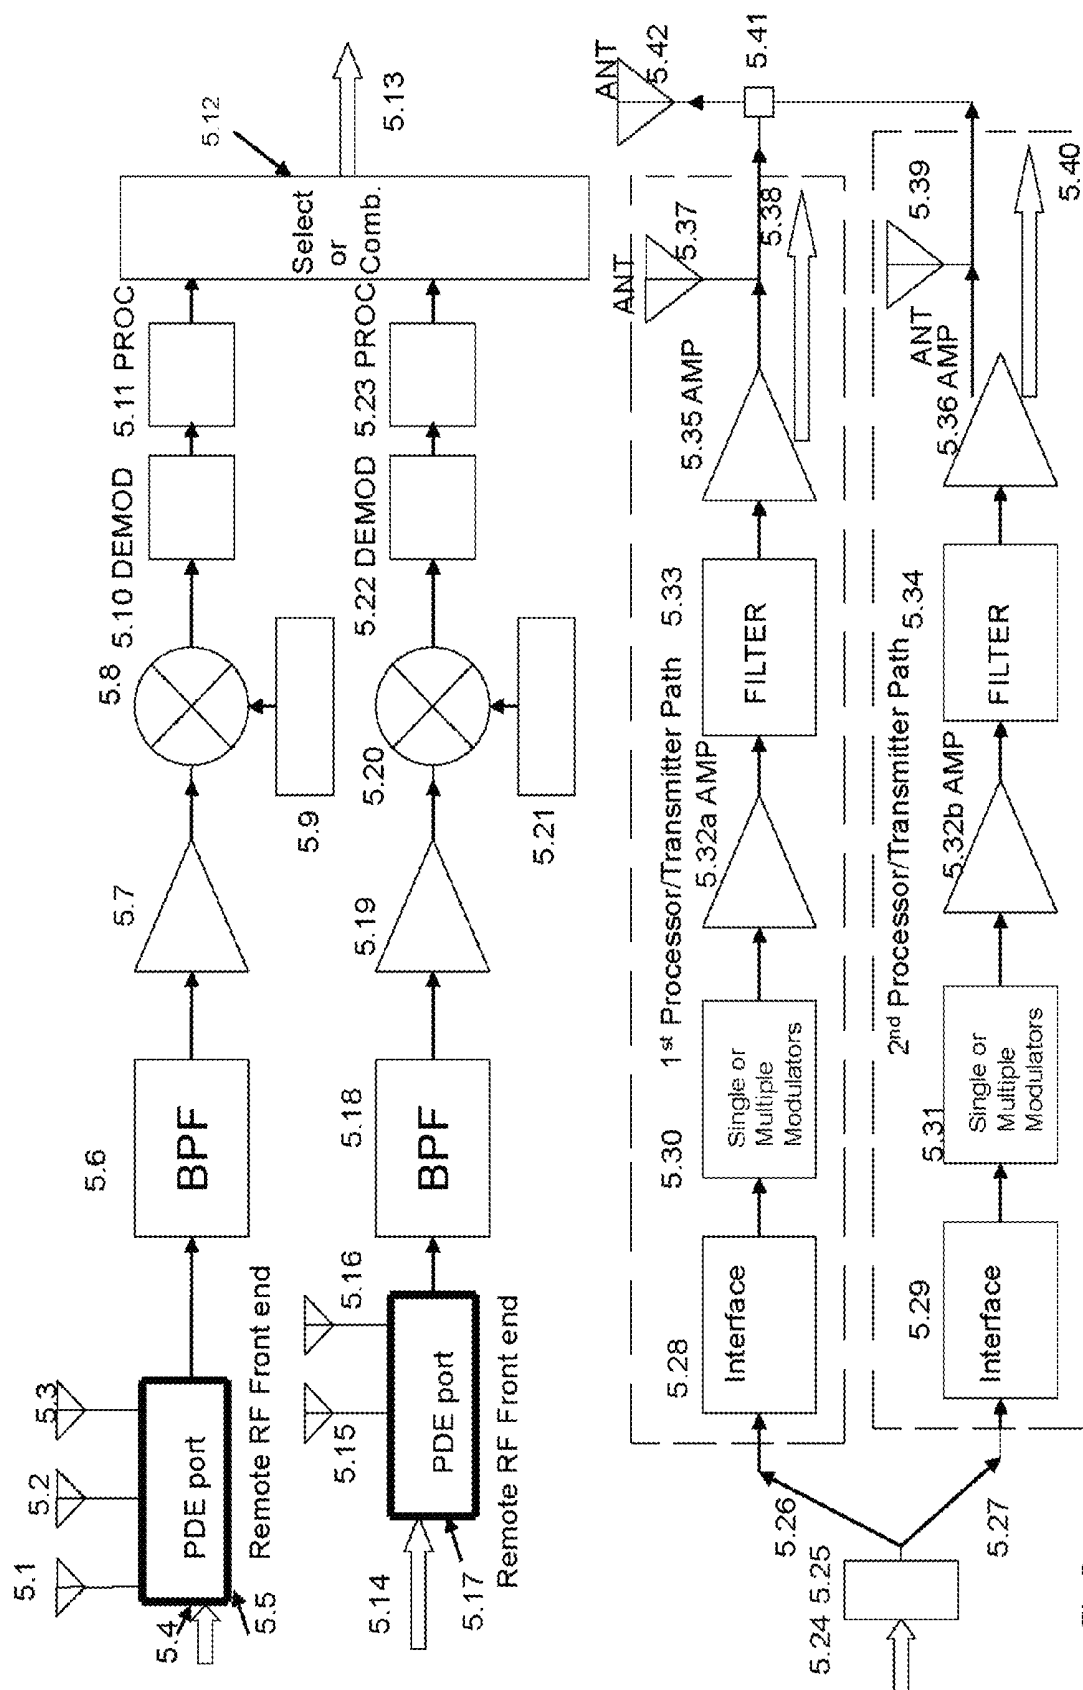 5.1
5.2
5.3
5.4
PDE port
5.5
Remote RF Front end
5.6
BPF
5.7
5.8
5.9
5.10 DEMOD
5.11 PROC
5.12
Select
or
Comb.
5.13
5.14
5.15
5.16
PDE port
5.17
Remote RF Front end
5.18
BPF
5.19
5.20
5.21
5.22 DEMOD
5.23 PROC
5.24 5.25
5.26
5.27
1st Processor/Transmitter Path
5.28
Interface
5.30
Single or
Multiple
Modulators
5.32a AMP
5.33
FILTER
5.35 AMP
ANT
5.37
5.38
ANT
5.42
5.41
2nd Processor/Transmitter Path
5.29
Interface
5.31
Single or
Multiple
Modulators
5.32b AMP
5.34
FILTER
5.36 AMP
ANT
5.39
5.40